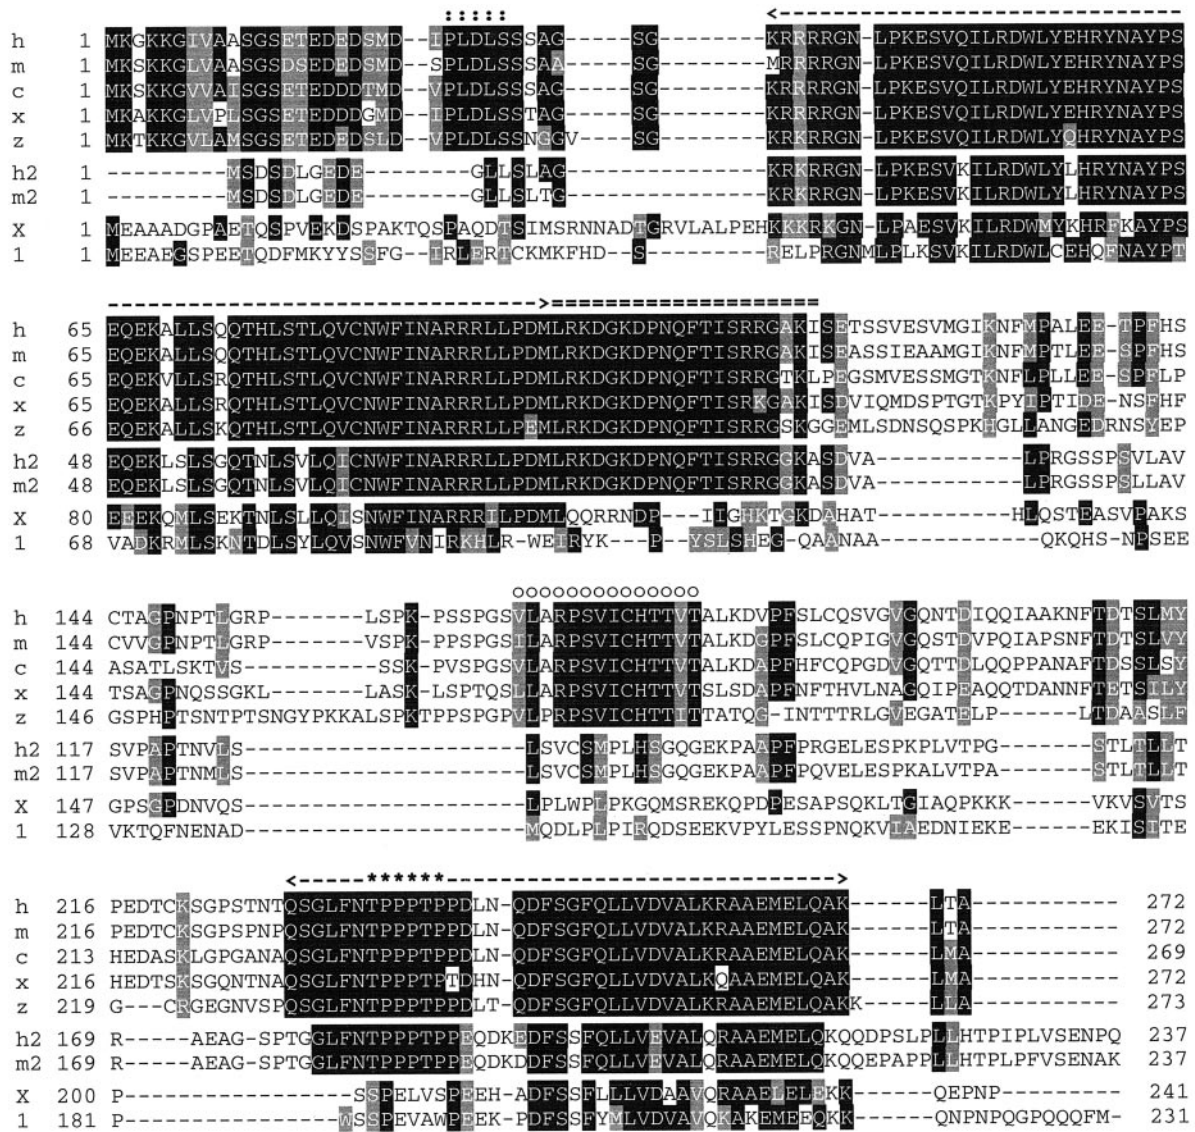 ::::: <------------------------------
h 1 MKGKKGIVAASGSETEDEDSMD--IPLDLSSSAG-----SG--------KRRRRGN-LPKESVQILRDWLYEHRYNAYPS
m 1 MKSKKGLVAASGSDSEDEDSMD--SPLDLSSSAA-----SG--------MRRRRGN-LPKESVQILRDWLYEHRYNAYPS
c 1 MKSKKGVVAISGSETEDDDTMD--VPLDLSSSAG-----SG--------KRRRRGN-LPKESVQILRDWLYEHRYNAYPS
x 1 MKAKKGLVPLSGSETEDDDGMD--IPLDLSSTAG-----SG--------KRKRRGN-LPKESVQILRDWLYEHRYNAYPS
z 1 MKTKKGVLAMSGSETEDEDSLD--VPLDLSSNGGV----SG--------KRKRRGN-LPKESVQILRDWLYQHRYNAYPS
h2 1 ---------MSDSDLGEDE--------GLLSLAG---------------KRKRRGN-LPKESVKILRDWLYLHRYNAYPS
m2 1 ---------MSDSDLGEDE--------GLLSLTG---------------KRKRRGN-LPKESVKILRDWLYLHRYNAYPS
X 1 MEAAADGPAETQSPVEKDSPAKTQSPAQDTSIMSRNNADTGRVLALPEHKKKRKGN-LPAESVKILRDWMYKHRFKAYPS
1 1 MEEAEGSPEETQDFMKYYSSFG--IRLERTCKMKFHD--S---------RELPRGNMLPLKSVKILRDWLCEHQFNAYPT
-------------------------------->====================
h 65 EQEKALLSQQTHLSTLQVCNWFINARRRLLPDMLRKDGKDPNQFTISRRGAKISETSSVESVMGIKNFMPALEE-TPFHS
m 65 EQEKALLSQQTHLSTLQVCNWFINARRRLLPDMLRKDGKDPNQFTISRRGAKISEASSIEAAMGIKNFMPTLEE-SPFHS
c 65 EQEKVLLSRQTHLSTLQVCNWFINARRRLLPDMLRKDGKDPNQFTISRRGTKLPEGSMVESSMGTKNFLPLLEE-SPFLP
x 65 EQEKALLSRQTHLSTLQVCNWFINARRRLLPDMLRKDGKDPNQFTISRKGAKISDVIQMDSPTGTKPYIPTIDE-NSFHF
z 66 EQEKALLSKQTHLSTLQVCNWFINARRRLLPEMLRKDGKDPNQFTISRRGSKGGEMLSDNSQSPKHGLLANGEDRNSYEP
h2 48 EQEKLSLSGQTNLSVLQICNWFINARRRLLPDMLRKDGKDPNQFTISRRGGKASDVA-----------LPRGSSPSVLAV
m2 48 EQEKLSLSGQTNLSVLQICNWFINARRRLLPDMLRKDGKDPNQFTISRRGGKASDVA-----------LPRGSSPSLLAV
X 80 EEEKQMLSEKTNLSLLQISNWFINARRRILPDMLQQRRNDP---IIGHKTGKDAHAT----------HLQSTEASVPAKS
1 68 VADKRMLSKNTDLSYLQVSNWFVNIRKHLR-WEIRYK---P--YSLSHEG-QAANAA------------QKQHS-NPSEE
○○○○○○○○○○○○○○
h 144 CTAGPNPTLGRP-------LSPK-PSSPGSVLARPSVICHTTVTALKDVPFSLCQSVGVGQNTDIQQIAAKNFTDTSLMY
m 144 CVVGPNPTLGRP-------VSPK-PPSPGSILARPSVICHTTVTALKDGPFSLCQPIGVGQSTDVPQIAPSNFTDTSLVY
c 144 ASATLSKTVS---------SSK-PVSPGSVLARPSVICHTTVTALKDAPFHFCQPGDVGQTTDLQQPPANAFTDSSLSY
x 144 TSAGPNQSSGKL-------LASK-LSPTQSLLARPSVICHTTVTSLSDAPFNFTHVLNAGQIPEAQQTDANNFTETSILY
z 146 GSPHPTSNTPTSNGYPKKALSPKTPPSPGPVLPRPSVICHTTITTATQG-INTTTRLGVEGATELP------LTDAASLF
h2 117 SVPAPTNVLS---------------------LSVCSMPLHSGQGEKPAAPFPRGELESPKPLVTPG------STLTLLT
m2 117 SVPAPTNMLS---------------------LSVCSMPLHSGQGEKPAAPFPQVELESPKALVTPA------STLTLLT
X 147 GPSGPDNVQS---------------------LPLWPLPKGQMSREKQPDPESAPSQKLTGIAQPKKK-----VKVSVTS
1 128 VKTQFNENAD---------------------MQDLPLPIRQDSEEKVPYLESSPNQKVIAEDNIEKE------EKISITE
<-----******----------------------------->
h 216 PEDTCKSGPSTNTQSGLFNTPPPTPPDLN-QDFSGFQLLVDVALKRAAEMELQAK------LTA----------- 272
m 216 PEDTCKSGPSPNPQSGLFNTPPPTPPDLN-QDFSGFQLLVDVALKRAAEMELQAK------LTA----------- 272
c 213 HEDASKLGPGANAQSGLFNTPPPTPPDLN-QDFSGFQLLVDVALKRAAEMELQAK------LMA----------- 269
x 216 HEDTSKSGQNTNAQSGLFNTPPPTPTDHN-QDFSGFQLLVDVALKQAAEMELQAK------LMA----------- 272
z 219 G---CRGEGNVSPQSGLFNTPPPTPPDLT-QDFSGFQLLVDVALKRAAEMELQAKK-----LLA----------- 273
h2 169 R-----AEAG-SPTGGLFNTPPPTPPEQDKEDFSSFQLLVEVALQRAAEMELQKQQDPSLPLLHTPIPLVSENPQ 237
m2 169 R-----AEAG-SPTGGLFNTPPPTPPEQDKDDFSSFQLLVEVALQRAAEMELQKQQEPAPPLLHTPLPFVSENAK 237
X 200 P-----------------SSPELVSPEEH-ADFSSFLLLVDAAVQRAAELELEKK------QEPNP--------- 241
1 181 P----------------WSSPEVAWPEEK-PDFSSFYMLVDVAVQKAKEMEEQKK------QNPNPQGPQQQFM- 231